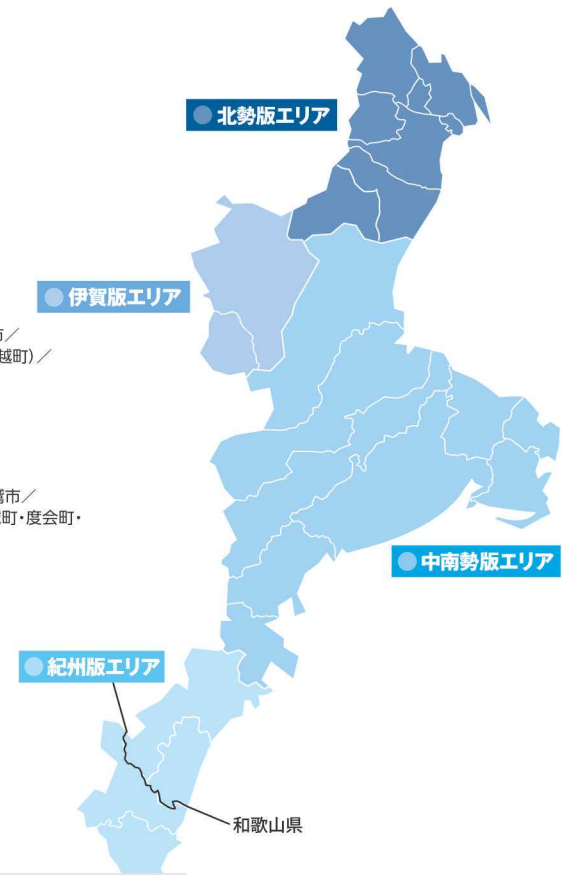 北勢版エリア
伊賀版エリア
市／
越町)／
市／
町・度会町・
中南勢版エリア
紀州版エリア
和歌山県